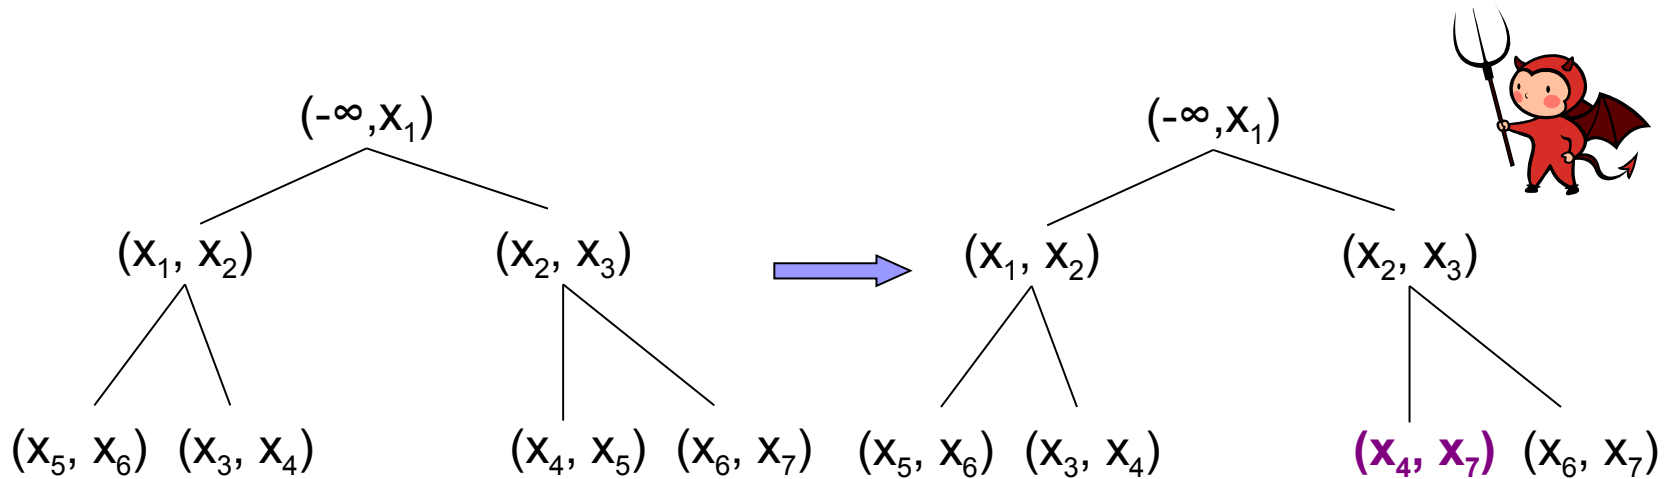 (-∞,x₁) (-∞,x₁)
(x₁, x₂) (x₂, x₃) (x₁, x₂) (x₂, x₃)
(x₅, x₆) (x₃, x₄) (x₄, x₅) (x₆, x₇) (x₅, x₆) (x₃, x₄) (x₄, x₇) (x₆, x₇)